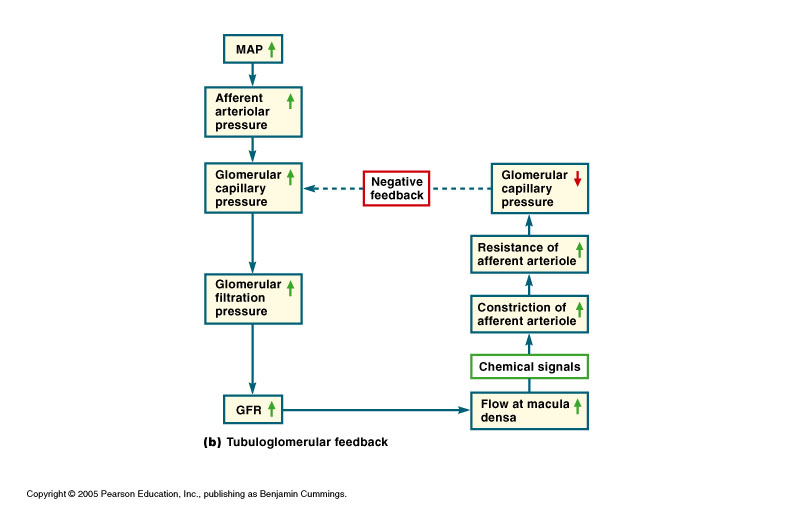 MAP
Afferent
arteriolar
pressure
Glomerular
capillary
pressure
Negative
feedback
Glomerular
capillary
pressure
Resistance of
afferent arteriole
Glomerular
filtration
pressure
Constriction of
afferent arteriole
Chemical signals
GFR
Flow at macula
densa
(b) Tubuloglomerular feedback
Copyright © 2005 Pearson Education, Inc., publishing as Benjamin Cummings.